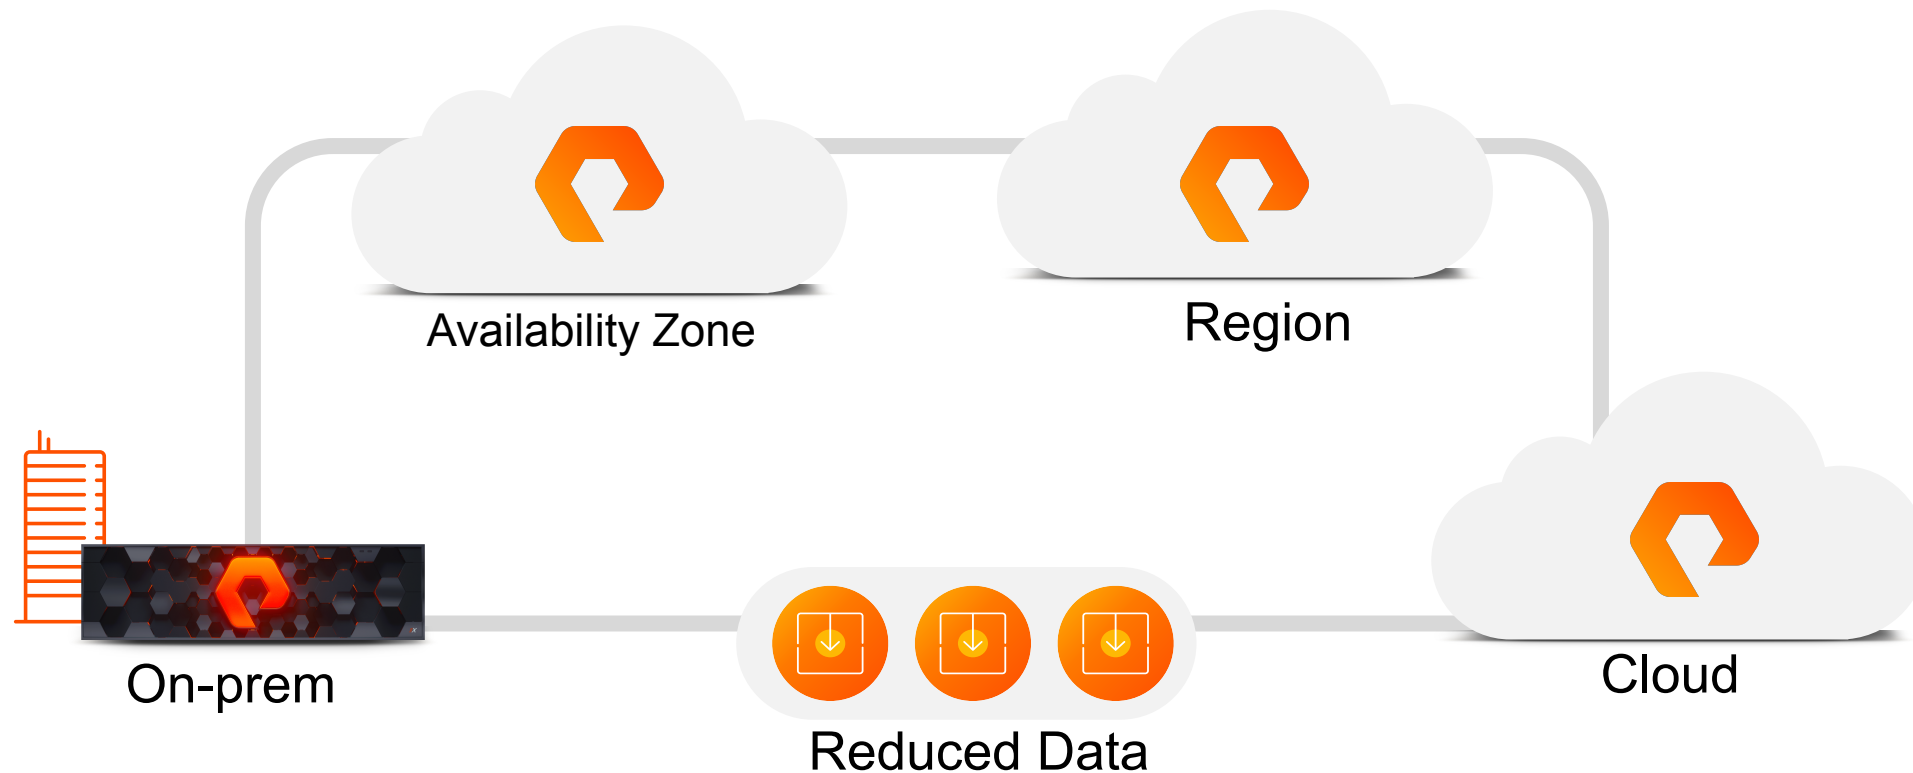 Availability Zone
Region
On-prem
Cloud
Reduced Data